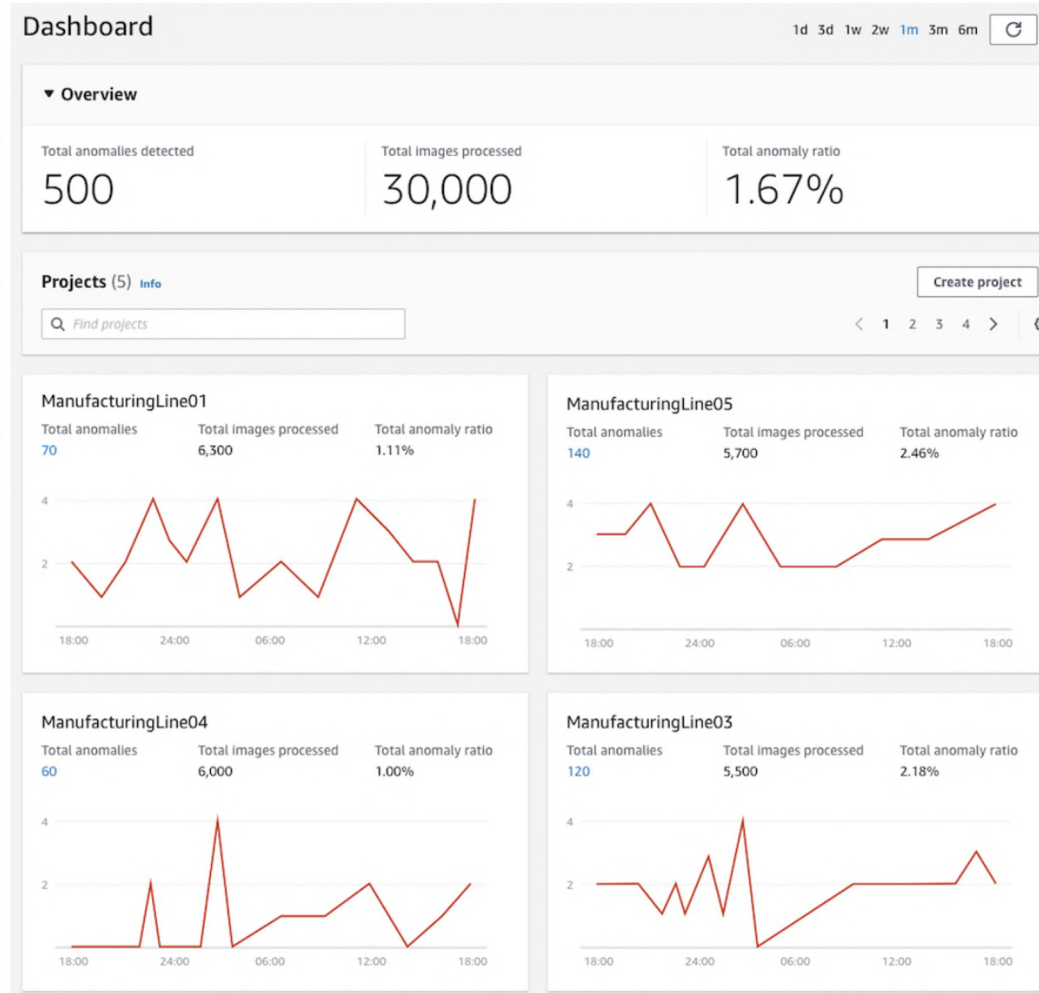 Dashboard
1d 3d 1w 2w 1m 3m 6m
Overview
Total anomalies detected
500
Total images processed
30,000
Total anomaly ratio
1.67%
Projects (5) Info
Create project
Find projects
1 2 3 4
ManufacturingLine01
Total anomalies Total images processed Total anomaly ratio
70 6,300 1.11%
4
2
18:00 24:00 06:00 12:00 18:00
ManufacturingLine05
Total anomalies Total images processed Total anomaly ratio
140 5,700 2.46%
4
2
18:00 24:00 06:00 12:00 18:00
ManufacturingLine04
Total anomalies Total images processed Total anomaly ratio
60 6,000 1.00%
4
2
18:00 24:00 06:00 12:00 18:00
ManufacturingLine03
Total anomalies Total images processed Total anomaly ratio
120 5,500 2.18%
4
2
18:00 24:00 06:00 12:00 18:00